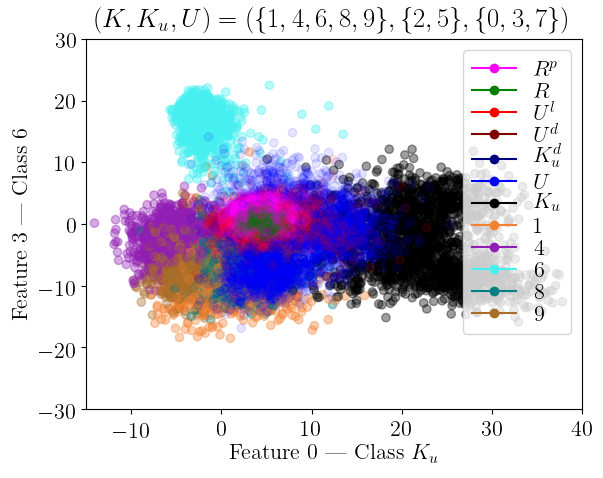 (K, K_u, U) = ({1, 4, 6, 8, 9}, {2, 5}, {0, 3, 7})
30
20
10
0
−10
−20
−30
Feature 3 — Class 6
R^p
R
U^l
U^d
K_u^d
U
K_u
1
4
6
8
9
−10
0
10
20
30
40
Feature 0 — Class K_u